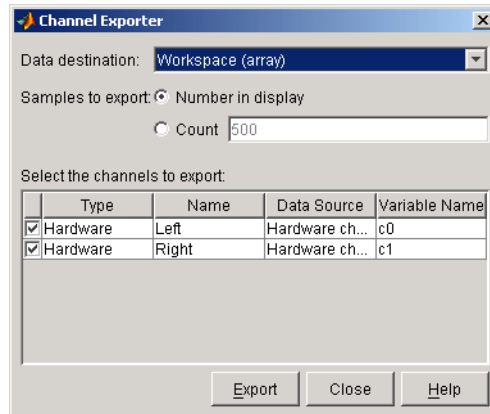 Channel Exporter
Data destination: Workspace (array)
Samples to export: Number in display
Count 500
Select the channels to export:
Type Name Data Source Variable Name
Hardware Left Hardware ch... c0
Hardware Right Hardware ch... c1
Export Close Help